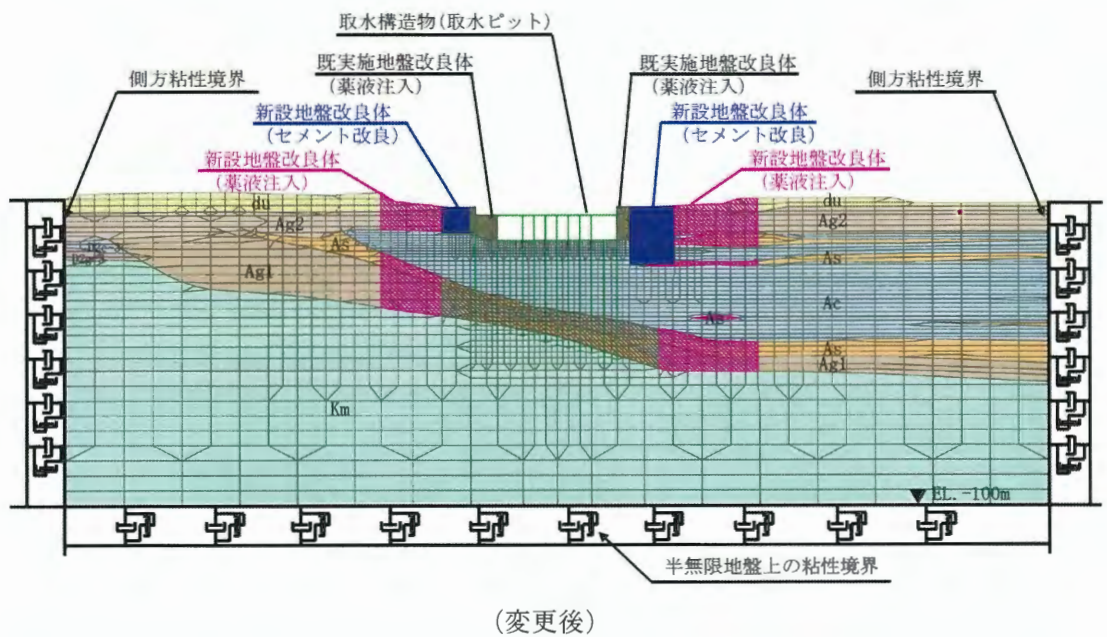 取水構造物(取水ピット)
既実施地盤改良体
(薬液注入)
既実施地盤改良体
(薬液注入)
側方粘性境界
側方粘性境界
新設地盤改良体
(セメント改良)
新設地盤改良体
(セメント改良)
新設地盤改良体
(薬液注入)
新設地盤改良体
(薬液注入)
du
du
Ag2
Ag2
As
As
Ag1
Ac
As
As
Ag1
Km
EL. -100m
半無限地盤上の粘性境界
(変更後)